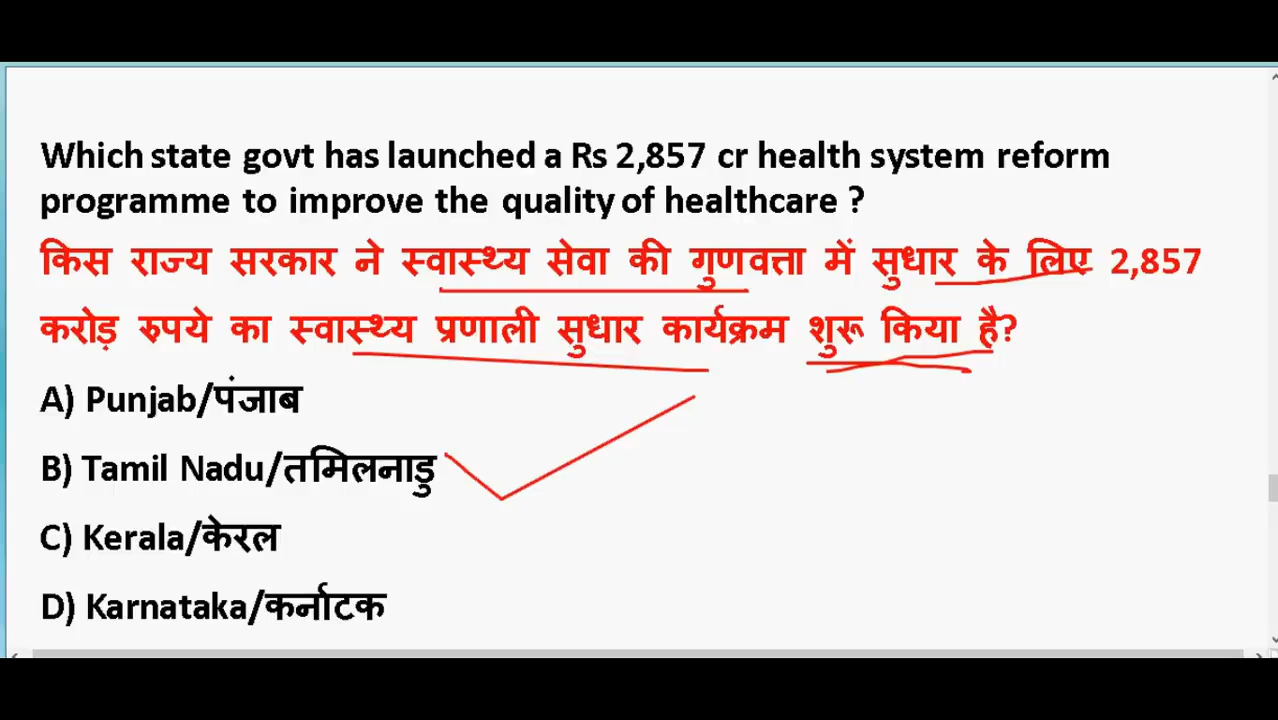 Which state govt has launched a Rs 2,857 cr health system reform
programme to improve the quality of healthcare ?
किस राज्य सरकार ने स्वास्थ्य सेवा की गुणवत्ता में सुधार के लिए 2,857
करोड़ रुपये का स्वास्थ्य प्रणाली सुधार कार्यक्रम शुरू किया है?
A) Punjab/पंजाब
B) Tamil Nadu/तमिलनाडु
C) Kerala/केरल
D) Karnataka/कर्नाटक